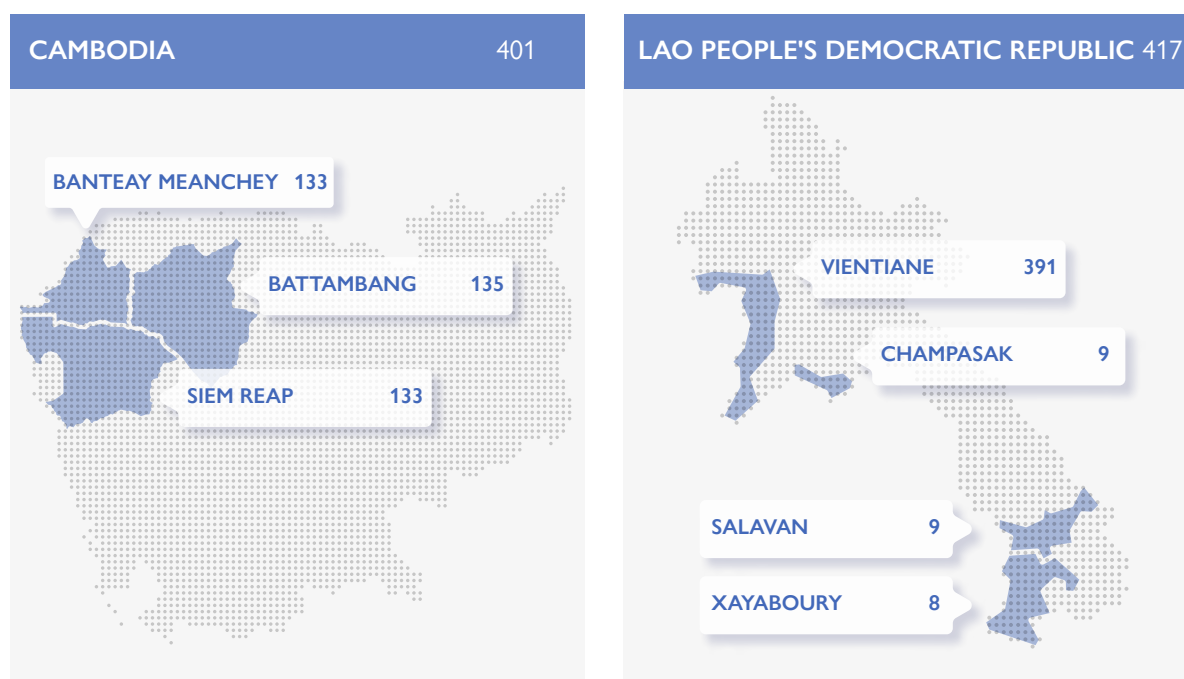 CAMBODIA 401
BANTEAY MEANCHEY 133
BATTAMBANG 135
SIEM REAP 133
LAO PEOPLE'S DEMOCRATIC REPUBLIC 417
VIENTIANE 391
CHAMPASAK 9
SALAVAN 9
XAYABOURY 8